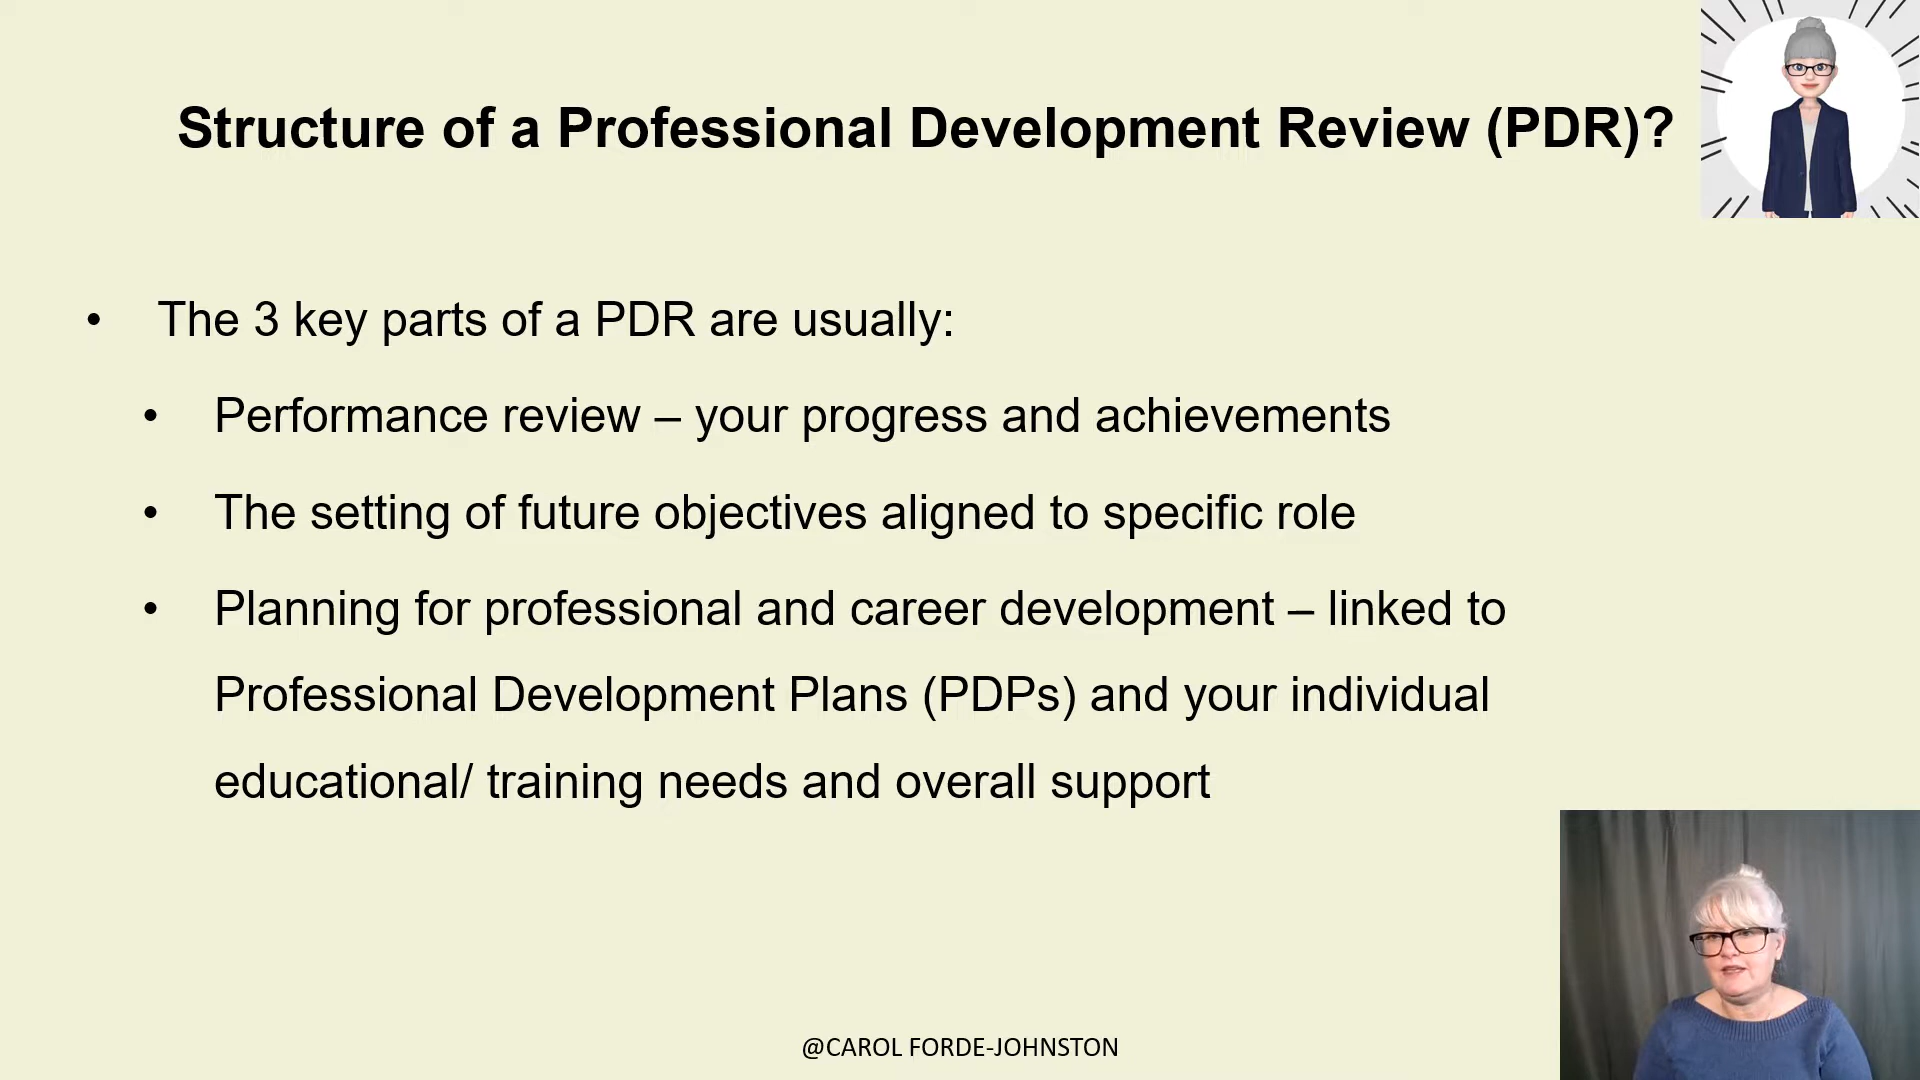 Structure of a Professional Development Review (PDR)?
• The 3 key parts of a PDR are usually:
• Performance review – your progress and achievements
• The setting of future objectives aligned to specific role
• Planning for professional and career development – linked to
Professional Development Plans (PDPs) and your individual
educational/ training needs and overall support
@CAROL FORDE-JOHNSTON